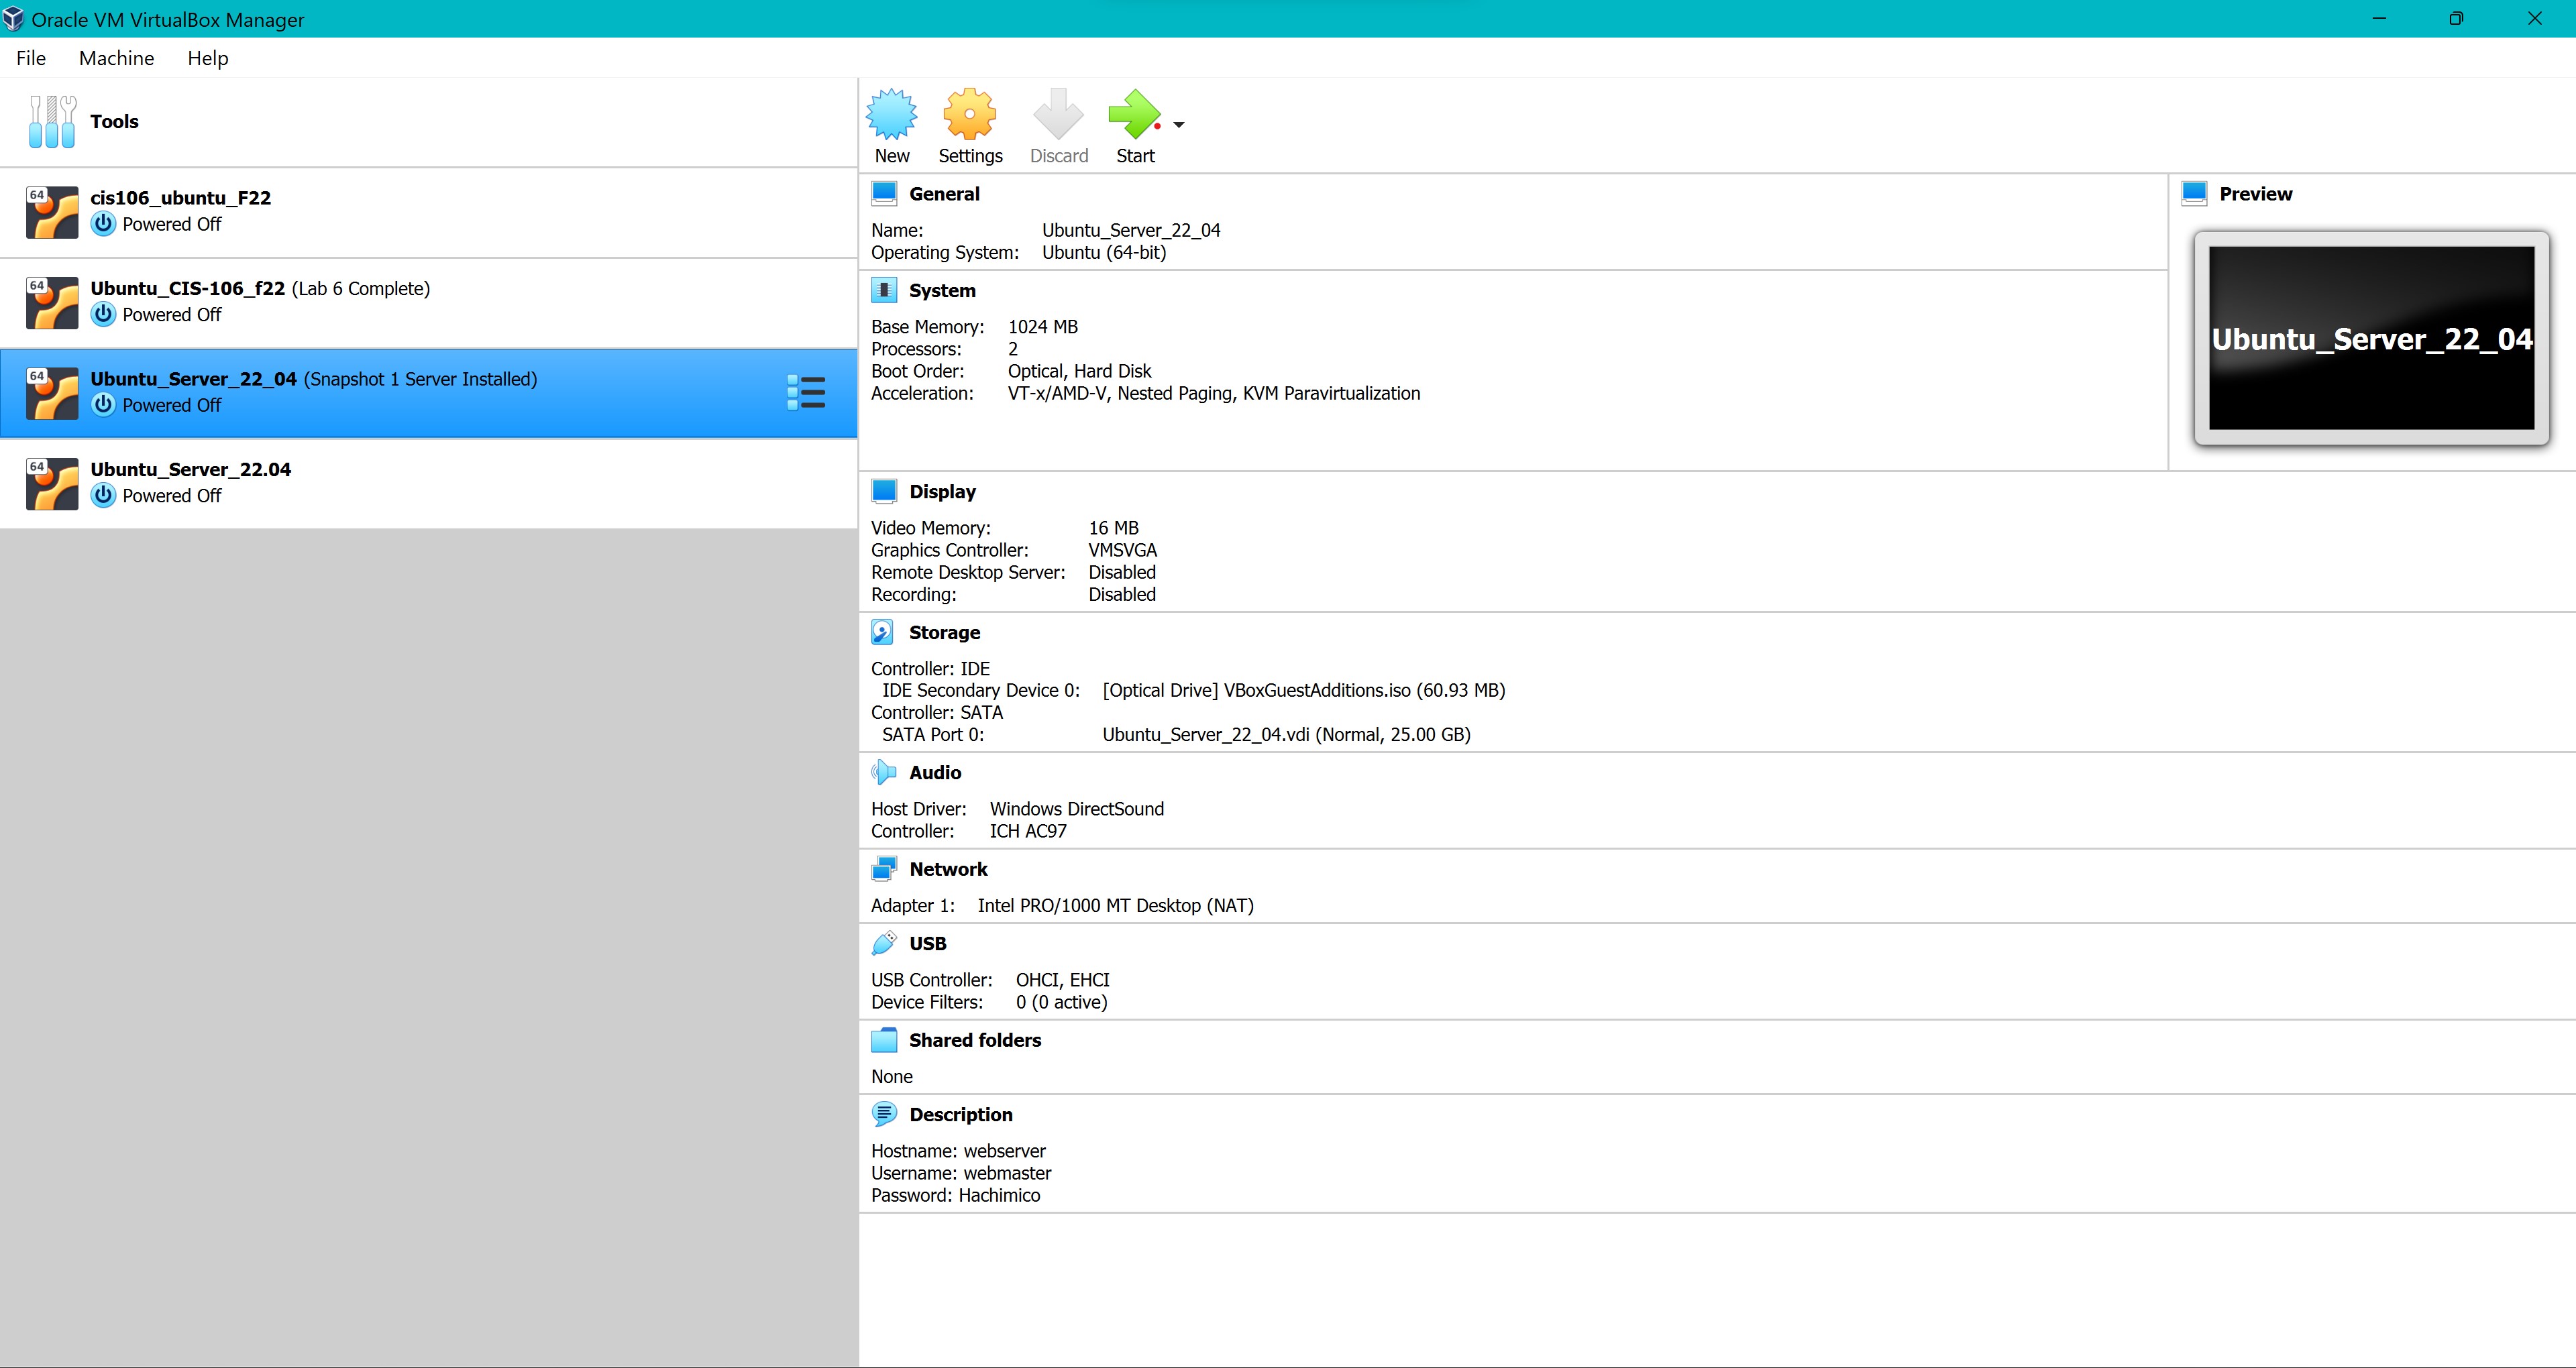 Oracle VM VirtualBox Manager
File Machine Help
Tools
64
cis106_ubuntu_F22
Powered Off
64
Ubuntu_CIS-106_f22 (Lab 6 Complete)
Powered Off
64
Ubuntu_Server_22_04 (Snapshot 1 Server Installed)
Powered Off
64
Ubuntu_Server_22.04
Powered Off
New Settings Discard Start
General
Name: Ubuntu_Server_22_04
Operating System: Ubuntu (64-bit)
System
Base Memory: 1024 MB
Processors: 2
Boot Order: Optical, Hard Disk
Acceleration: VT-x/AMD-V, Nested Paging, KVM Paravirtualization
Preview
Ubuntu_Server_22_04
Display
Video Memory: 16 MB
Graphics Controller: VMSVGA
Remote Desktop Server: Disabled
Recording: Disabled
Storage
Controller: IDE
IDE Secondary Device 0: [Optical Drive] VBoxGuestAdditions.iso (60.93 MB)
Controller: SATA
SATA Port 0: Ubuntu_Server_22_04.vdi (Normal, 25.00 GB)
Audio
Host Driver: Windows DirectSound
Controller: ICH AC97
Network
Adapter 1: Intel PRO/1000 MT Desktop (NAT)
USB
USB Controller: OHCI, EHCI
Device Filters: 0 (0 active)
Shared folders
None
Description
Hostname: webserver
Username: webmaster
Password: Hachimico